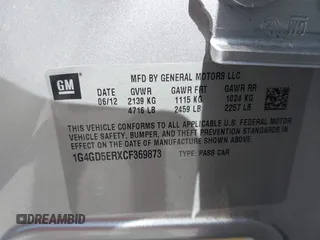 GM
MFD BY GENERAL MOTORS LLC
DATE GVWR GAWR FRT GAWR RR
06/12 2139 KG 1115 KG 1024 KG
4716 LB 2459 LB 2257 LB
THIS VEHICLE CONFORMS TO ALL APPLICABLE U.S. FEDERAL MOTOR VEHICLE
SAFETY, BUMPER, AND THEFT PREVENTION STANDARDS IN
EFFECT ON THE DATE OF MANUFACTURE SHOWN ABOVE.
1G4GD5ERXCF369873 TYPE: PASS CAR
DREAMBID